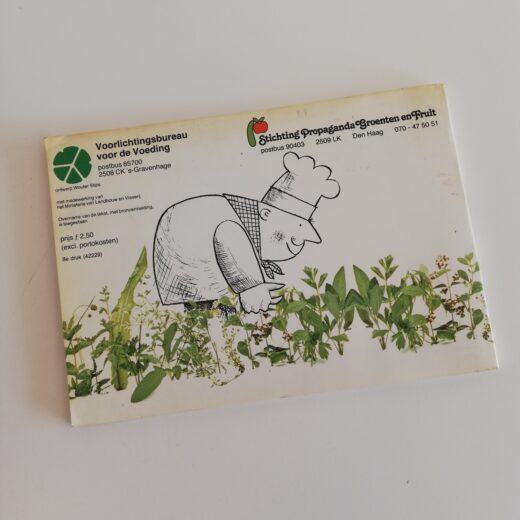 Voorlichtingsbureau
voor de Voeding
postbus 85700
2508 CK 's-Gravenhage
ontwerp Wouter Stips
met medewerking van
het Ministerie van Landbouw en Visserij.
Overname van de tekst, met bronvermelding,
is toegestaan
prijs ƒ 2,50
(excl. portokosten)
8e druk (42229)
Stichting Propaganda Groenten en Fruit
postbus 90403 2509 LK Den Haag 070 - 47 50 51